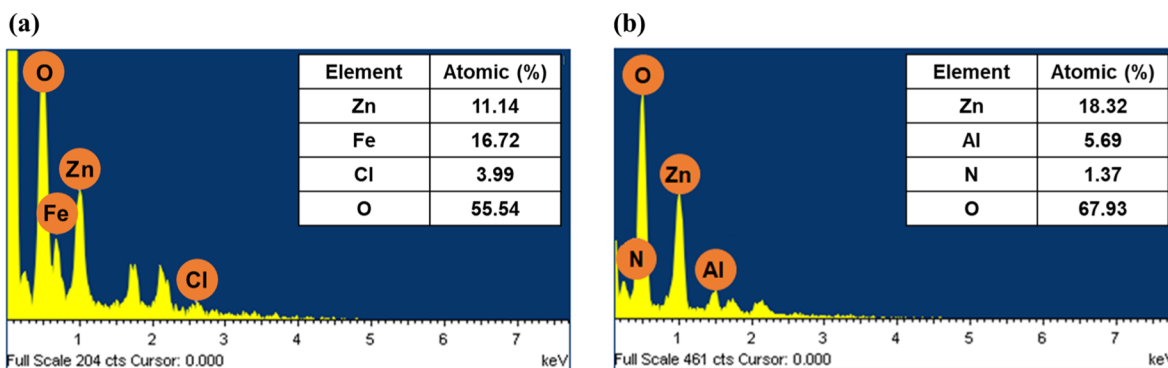 (a)
O
Zn
Fe
Cl
Element Atomic (%)
Zn 11.14
Fe 16.72
Cl 3.99
O 55.54
1 2 3 4 5 6 7
Full Scale 204 cts Cursor: 0.000 keV
(b)
O
Zn
N
Al
Element Atomic (%)
Zn 18.32
Al 5.69
N 1.37
O 67.93
1 2 3 4 5 6 7
Full Scale 461 cts Cursor: 0.000 keV